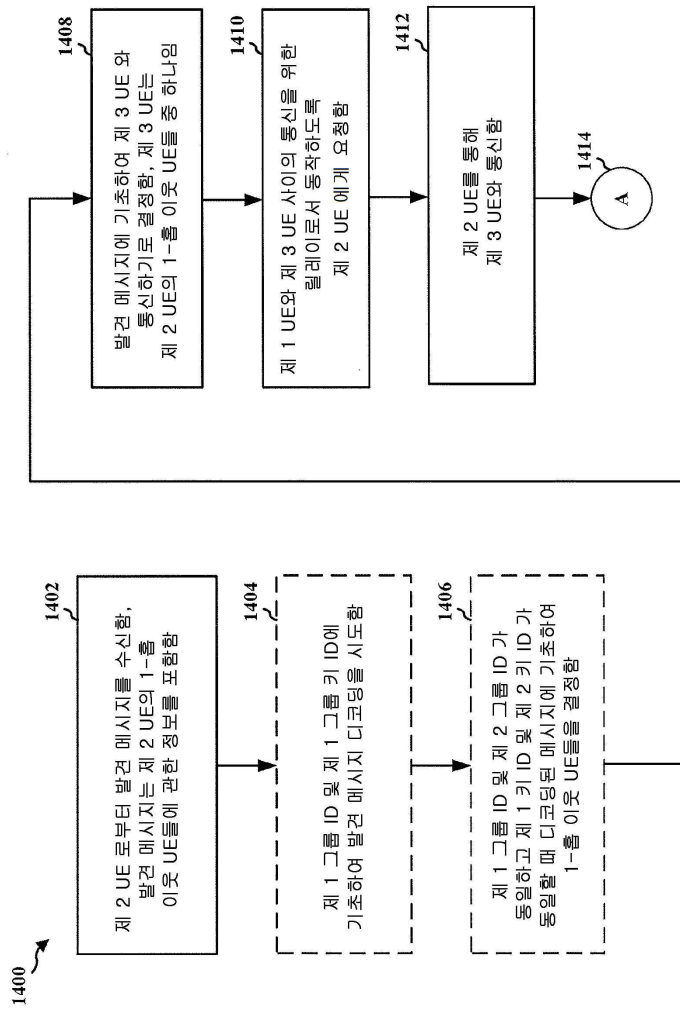 1400
1402
제 2 UE 로부터 발견 메시지를 수신함,
발견 메시지는 제 2 UE의 1-홉
이웃 UE들에 관한 정보를 포함함
1404
제 1 그룹 ID 및 제 1 그룹 키 ID에
기초하여 발견 메시지 디코딩을 시도함
1406
제 1 그룹 ID 및 제 2 그룹 ID 가
동일하고 제 1 키 ID 및 제 2 키 ID 가
동일할 때 디코딩된 메시지에 기초하여
1-홉 이웃 UE들을 결정함
1408
발견 메시지에 기초하여 제 3 UE 와
통신하기로 결정함, 제 3 UE는
제 2 UE의 1-홉 이웃 UE들 중 하나임
1410
제 1 UE와 제 3 UE 사이의 통신을 위한
릴레이로서 동작하도록
제 2 UE 에게 요청함
1412
제 2 UE를 통해
제 3 UE와 통신함
1414
A